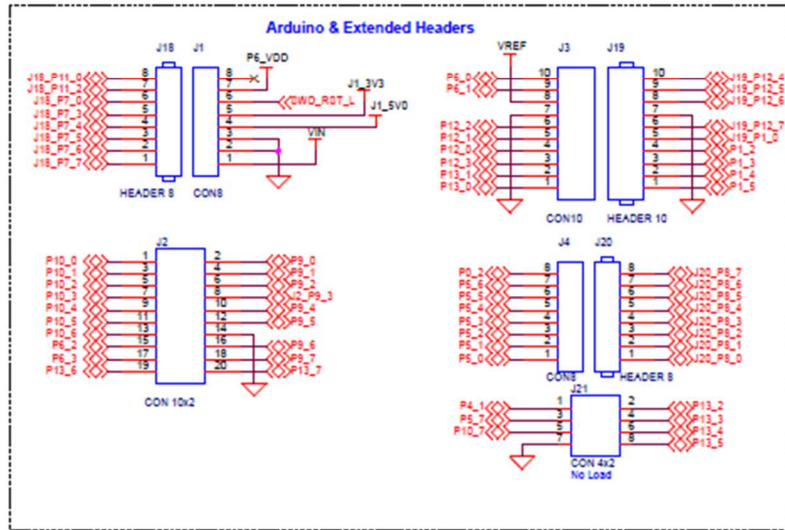 Arduino & Extended Headers
J18 J1
P6_VDD
J1_3V3
J1_5V0
VIN
J18_P11_0 8 8
J18_P11_2 7 7
J18_P7_0 6 6
J18_P7_3 5 5
J18_P7_4 4 4
J18_P7_5 3 3
J18_P7_6 2 2
J18_P7_7 1 1
HEADER 8 CON8
VREF
J3 J19
P6_0 10 10 J19_P12_4
P6_1 9 9 J19_P12_5
8 8 J19_P12_6
7 7
P12_2 6 6 J19_P12_7
P12_1 5 5 J19_P1_0
P12_0 4 4 P1_2
P12_3 3 3 P1_3
P13_1 2 2 P1_4
P13_0 1 1 P1_5
CON10 HEADER 10
J2
P10_0 1 2 P9_0
P10_1 3 4 P9_1
P10_2 5 6 P9_2
P10_3 7 8 J2_P9_3
P10_4 9 10 P9_4
P10_5 11 12 P9_5
P10_6 13 14
P6_2 15 16 P9_6
P6_3 17 18 P9_7
P13_6 19 20 P13_7
CON 10x2
J4 J20
P0_2 8 8 J20_P8_7
P5_6 7 7 J20_P8_6
P5_5 6 6 J20_P8_5
P5_4 5 5 J20_P8_4
P5_3 4 4 J20_P8_3
P5_2 3 3 J20_P8_2
P5_1 2 2 J20_P8_1
P5_0 1 1 J20_P8_0
CON8 HEADER 8
J21
P4_1 1 2 P13_2
P5_7 3 4 P13_3
P10_7 5 6 P13_4
7 8 P13_5
CON 4x2
No Load